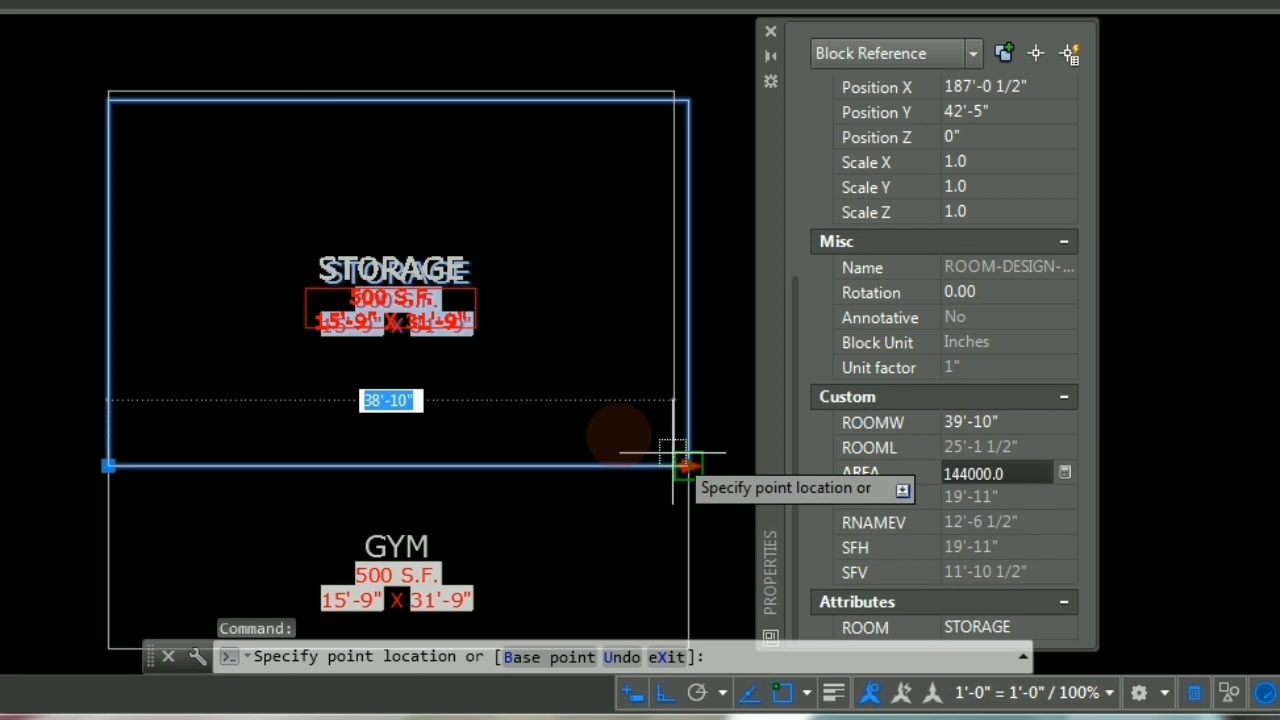 Block Reference
Position X 187'-0 1/2"
Position Y 42'-5"
Position Z 0"
Scale X 1.0
Scale Y 1.0
Scale Z 1.0
Misc
Name ROOM-DESIGN-...
Rotation 0.00
Annotative No
Block Unit Inches
Unit factor 1"
Custom
ROOMW 39'-10"
ROOML 25'-1 1/2"
AREA 144000.0
19'-11"
RNAMEV 12'-6 1/2"
SFH 19'-11"
SFV 11'-10 1/2"
Attributes
ROOM STORAGE
PROPERTIES
STORAGE
500 S.F.
15'-9" X 31'-9"
38'-10"
Specify point location or
GYM
500 S.F.
15'-9" X 31'-9"
Command:
Specify point location or [Base point Undo eXit]:
1'-0" = 1'-0" / 100%